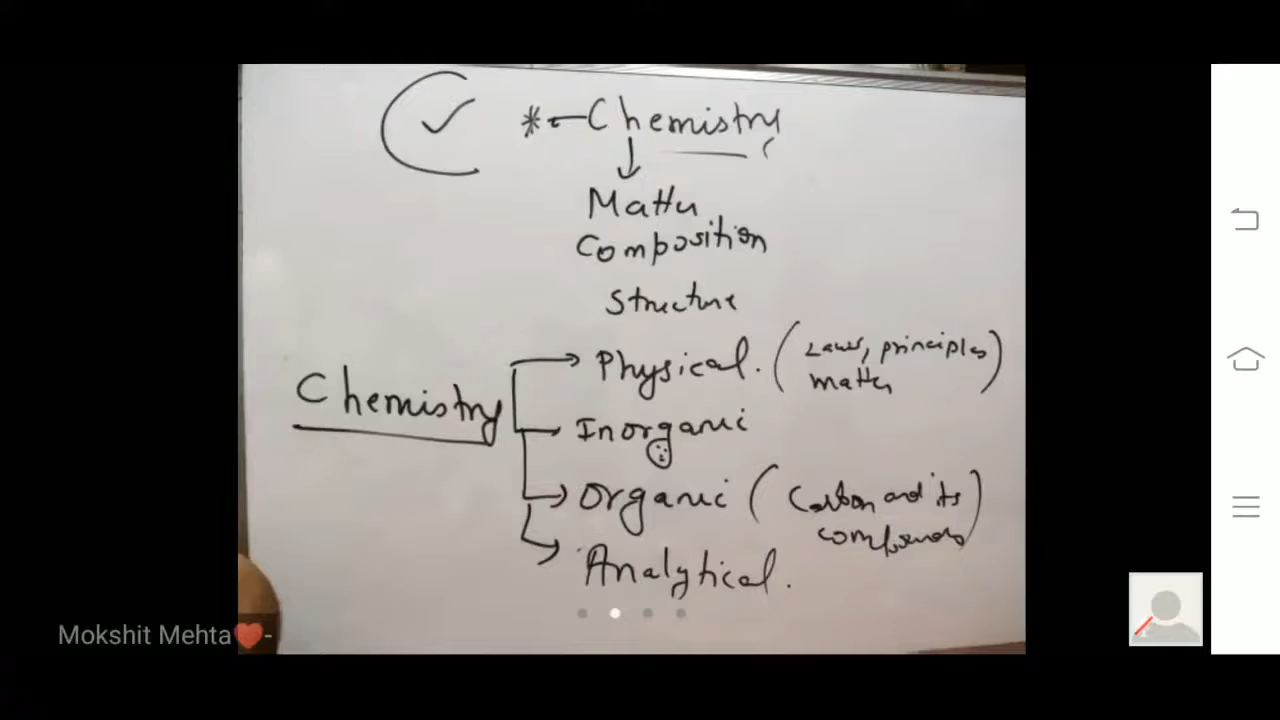 *←Chemistry
Matter
Composition
Structure
Chemistry
Physical. (Laws, principles
matter)
Inorganic
Organic (Carbon and its
compounds)
Analytical.
Mokshit Mehta❤️-